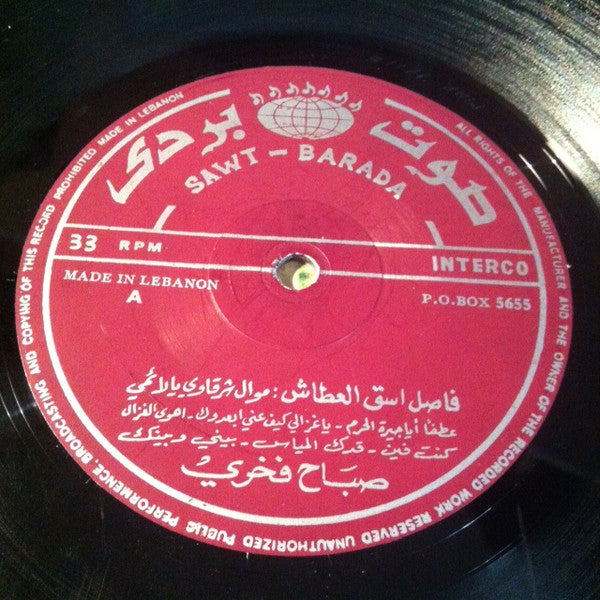 صوت بردى
SAWT - BARADA
33 RPM
INTERCO
MADE IN LEBANON
P.O.BOX 5655
A
فاصل اسق العطاش : موال شرقاوي يالائمي
عطفًا أياجيرة الحرم - ياغزالي كيف عني ابعدوك - اهوى الغزال
كنت فين - قدك المياس - بيني وبينك
صباح فخري
ALL RIGHTS OF THE MANUFACTURER AND THE OWNER OF THE RECORDED WORK RESERVED UNAUTHORIZED PUBLIC PERFORMANCE. BROADCASTING AND COPYING OF THIS RECORD PROHIBITED MADE IN LEBANON